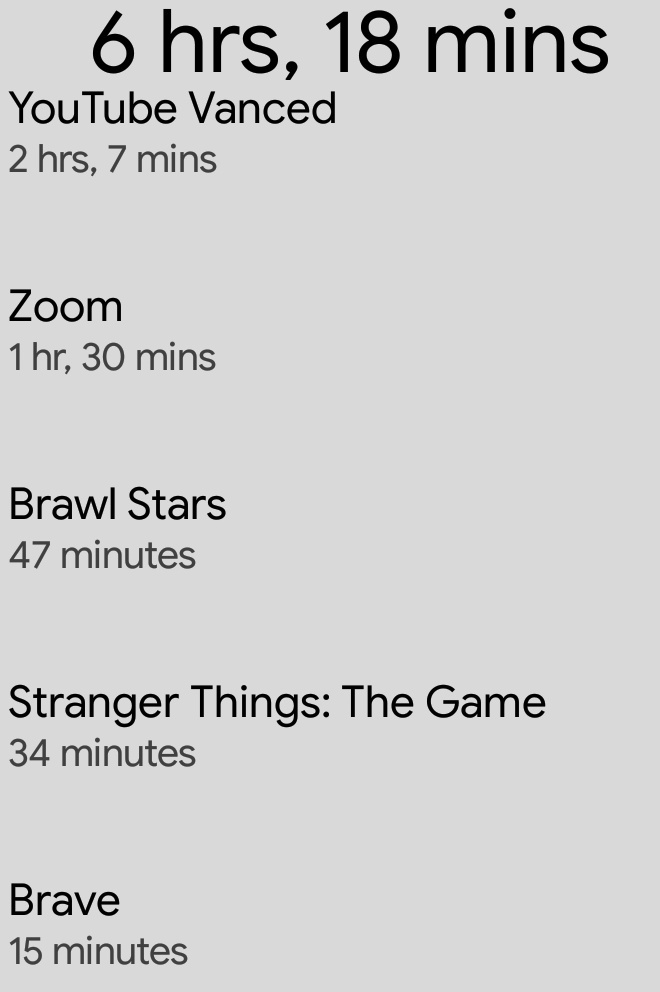 6 hrs, 18 mins
YouTube Vanced
2 hrs, 7 mins
Zoom
1 hr, 30 mins
Brawl Stars
47 minutes
Stranger Things: The Game
34 minutes
Brave
15 minutes